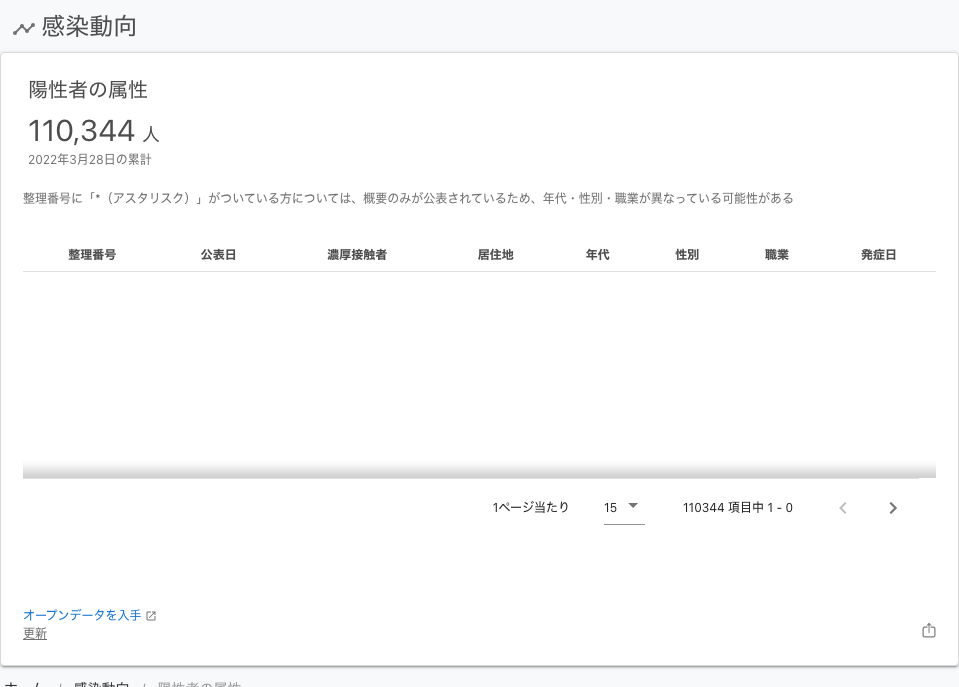 感染動向
陽性者の属性
110,344 人
2022年3月28日の累計
整理番号に「*（アスタリスク）」がついている方については、概要のみが公表されているため、年代・性別・職業が異なっている可能性がある
整理番号 公表日 濃厚接触者 居住地 年代 性別 職業 発症日
1ページ当たり 15 110344 項目中 1 - 0
オープンデータを入手
更新
ホーム / 感染動向 / 陽性者の属性